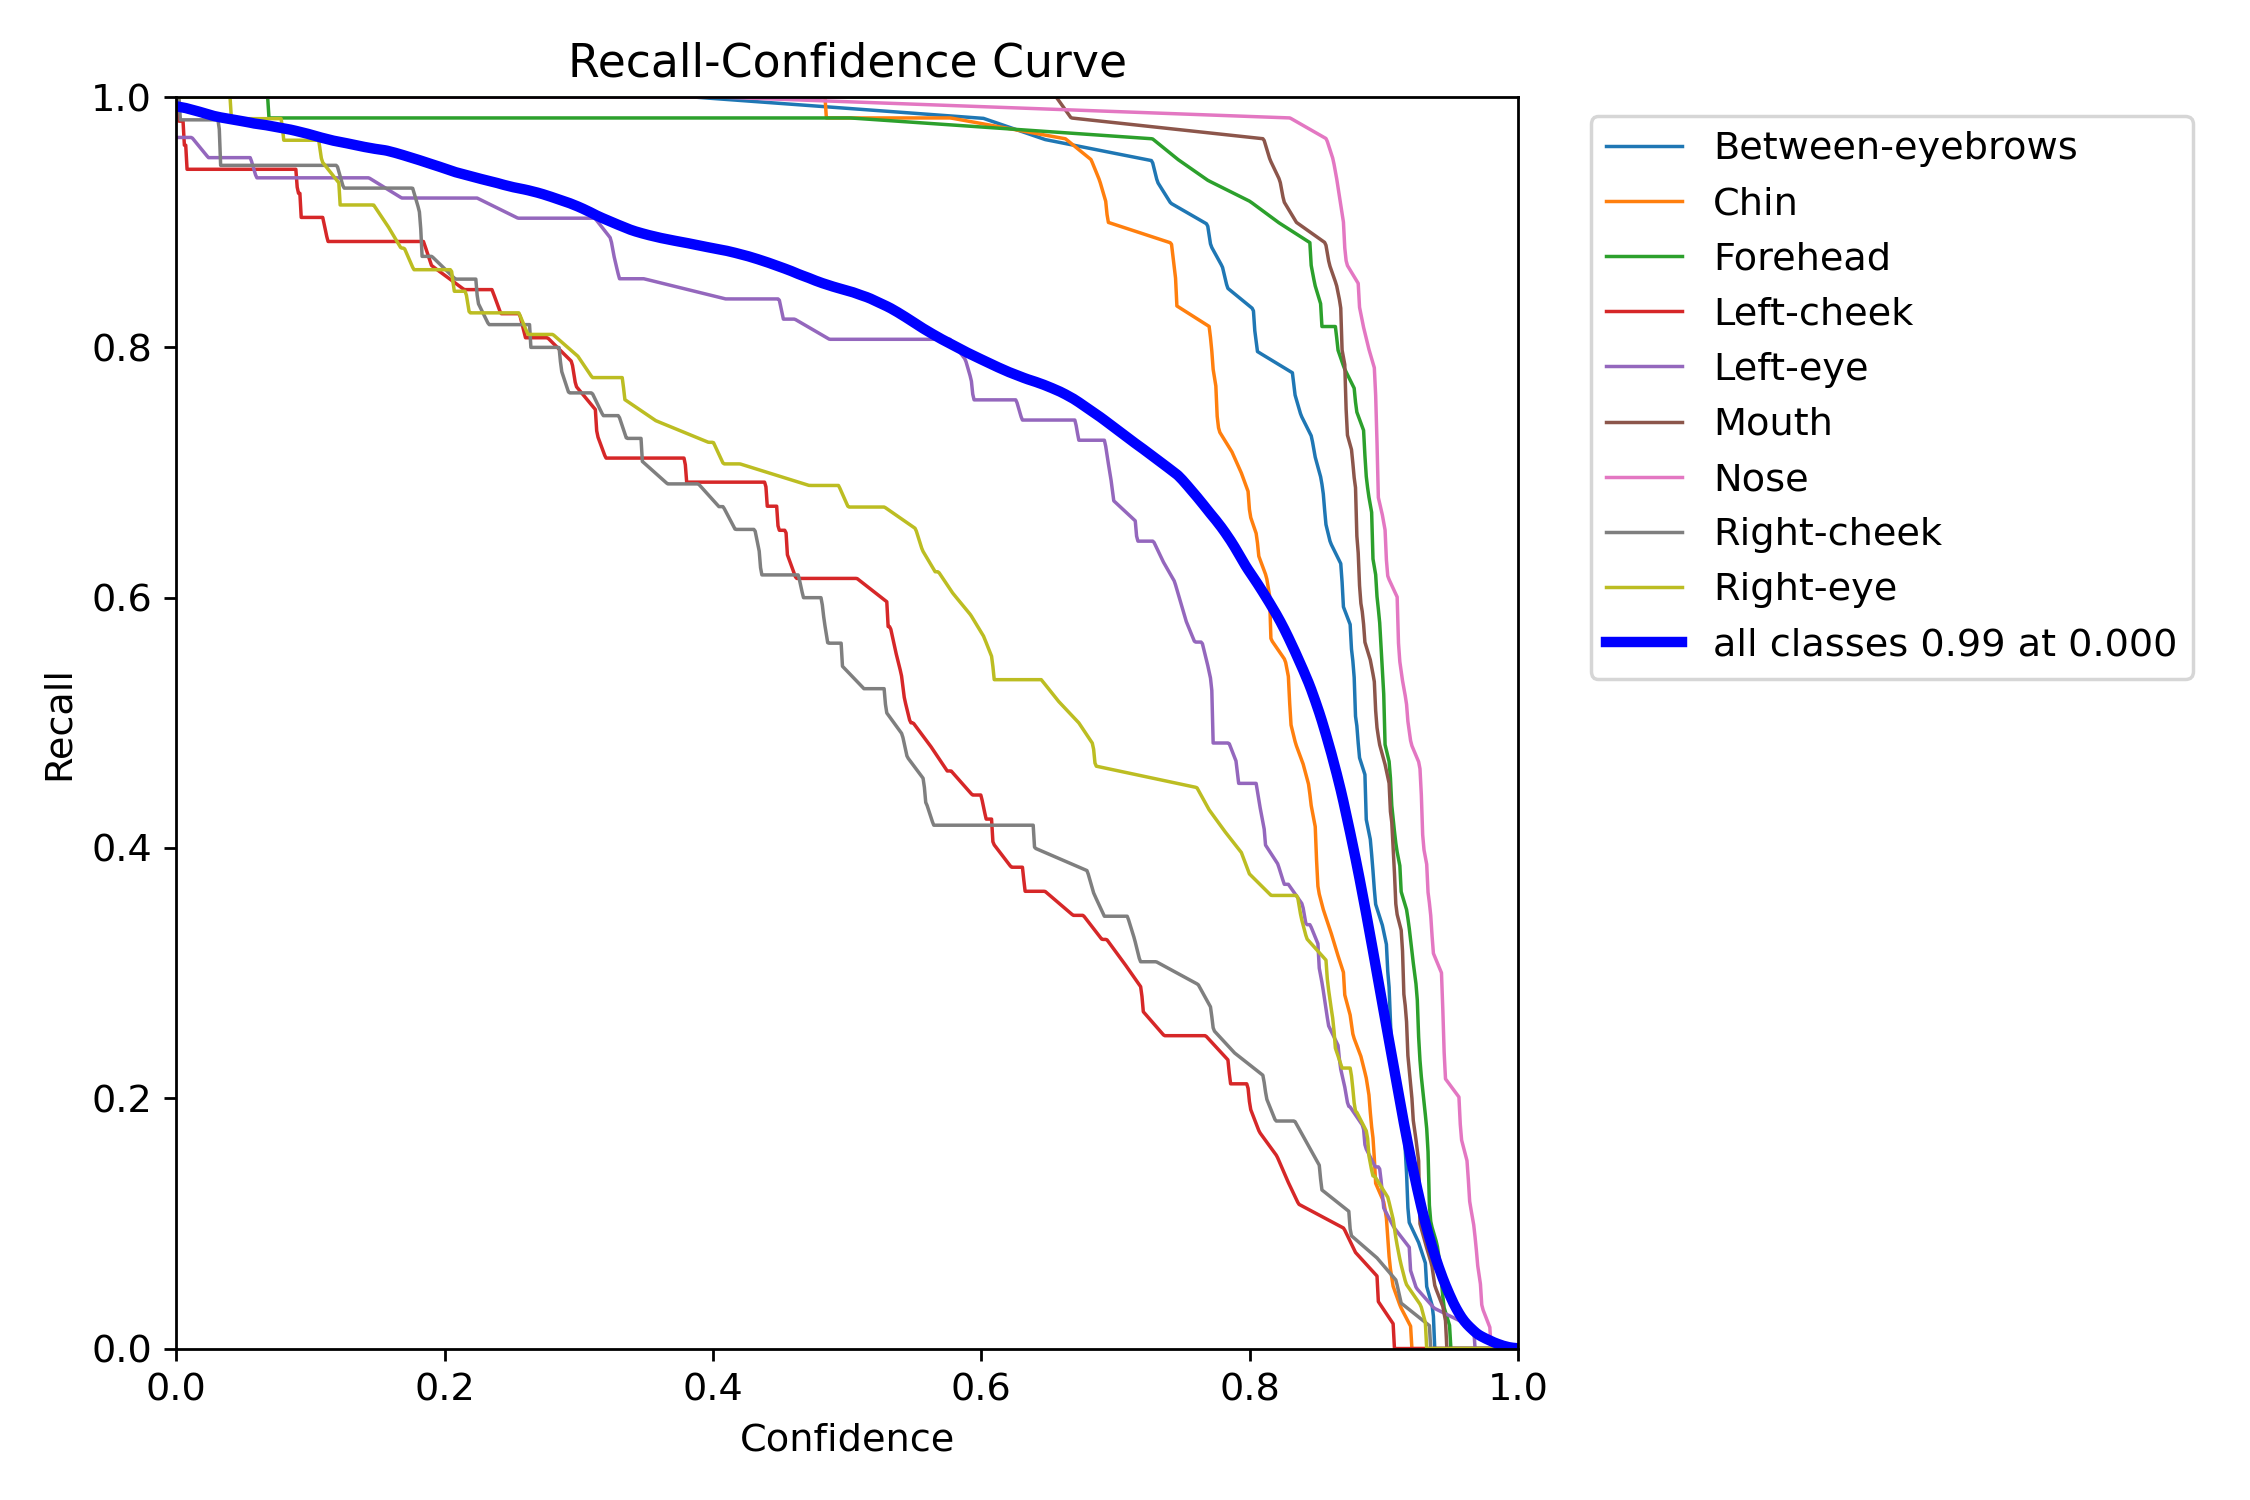 Recall-Confidence Curve
1.0
0.8
0.6
0.4
0.2
0.0
Recall
0.0 0.2 0.4 0.6 0.8 1.0
Confidence
Between-eyebrows
Chin
Forehead
Left-cheek
Left-eye
Mouth
Nose
Right-cheek
Right-eye
all classes 0.99 at 0.000